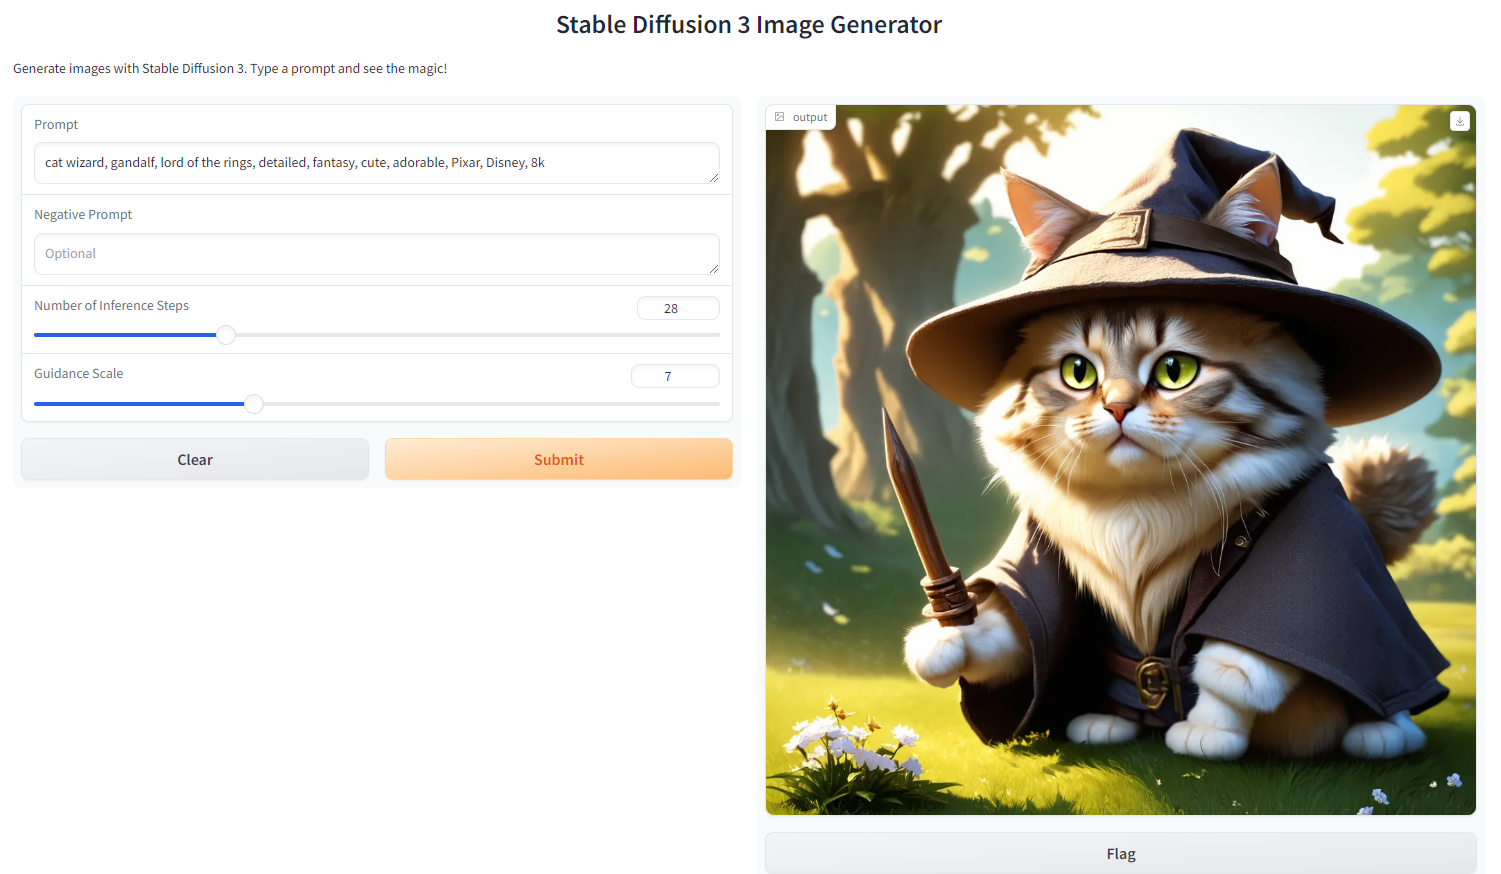 Stable Diffusion 3 Image Generator
Generate images with Stable Diffusion 3. Type a prompt and see the magic!
Prompt
cat wizard, gandalf, lord of the rings, detailed, fantasy, cute, adorable, Pixar, Disney, 8k
Negative Prompt
Optional
Number of Inference Steps
28
Guidance Scale
7
Clear
Submit
output
Flag